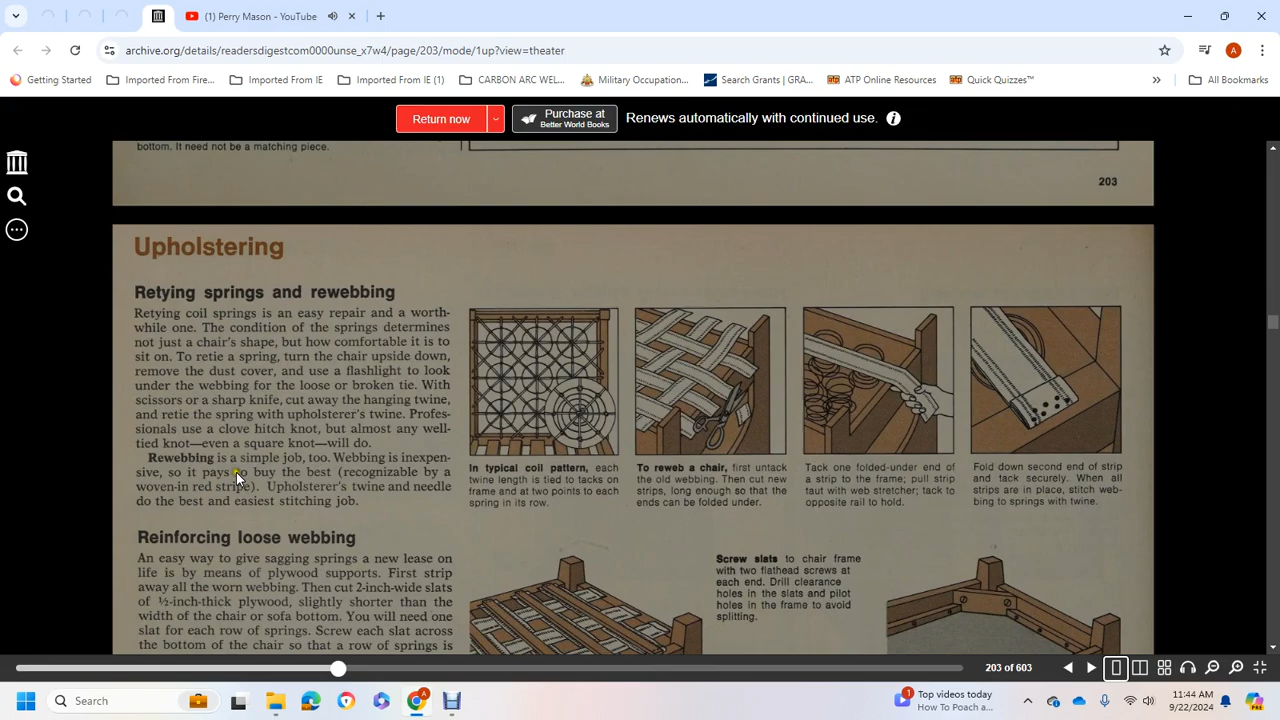 (1) Perry Mason - YouTube
archive.org/details/readersdigestcom0000unse_x7w4/page/203/mode/1up?view=theater
A
Getting Started
Imported From Fire...
Imported From IE
Imported From IE (1)
CARBON ARC WEL...
Military Occupation...
Search Grants | GRA...
ATP Online Resources
Quick Quizzes™
»
All Bookmarks
Return now
Purchase at
Better World Books
Renews automatically with continued use.
bottom. It need not be a matching piece.
203
Upholstering
Retying springs and rewebbing
Retying coil springs is an easy repair and a worth-
while one. The condition of the springs determines
not just a chair's shape, but how comfortable it is to
sit on. To retie a spring, turn the chair upside down,
remove the dust cover, and use a flashlight to look
under the webbing for the loose or broken tie. With
scissors or a sharp knife, cut away the hanging twine,
and retie the spring with upholsterer's twine. Profes-
sionals use a clove hitch knot, but almost any well-
tied knot—even a square knot—will do.
Rewebbing is a simple job, too. Webbing is inexpen-
sive, so it pays to buy the best (recognizable by a
woven-in red stripe). Upholsterer's twine and needle
do the best and easiest stitching job.
In typical coil pattern, each
twine length is tied to tacks on
frame and at two points to each
spring in its row.
To reweb a chair, first untack
the old webbing. Then cut new
strips, long enough so that the
ends can be folded under.
Tack one folded-under end of
strip to the frame; pull strip
taut with web stretcher; tack to
opposite rail to hold.
Fold down second end of strip
and tack securely. When all
strips are in place, stitch web-
bing to springs with twine.
Reinforcing loose webbing
An easy way to give sagging springs a new lease on
life is by means of plywood supports. First strip
away all the worn webbing. Then cut 2-inch-wide slats
of ½-inch-thick plywood, slightly shorter than the
width of the chair or sofa bottom. You will need one
slat for each row of springs. Screw each slat across
the bottom of the chair so that a row of springs is
Screw slats to chair frame
with two flathead screws at
each end. Drill clearance
holes in the slats and pilot
holes in the frame to avoid
splitting.
203 of 603
Search
1
Top videos today
How To Poach a...
11:44 AM
9/22/2024